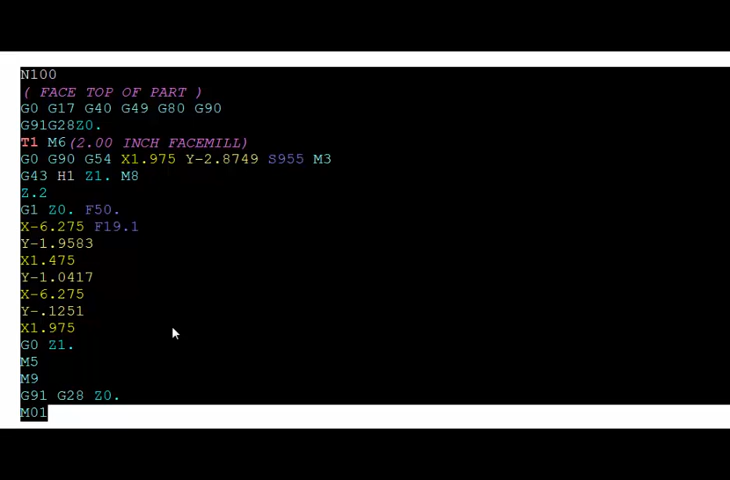 N100
( FACE TOP OF PART )
G0 G17 G40 G49 G80 G90
G91G28Z0.
T1 M6(2.00 INCH FACEMILL)
G0 G90 G54 X1.975 Y-2.8749 S955 M3
G43 H1 Z1. M8
Z.2
G1 Z0. F50.
X-6.275 F19.1
Y-1.9583
X1.475
Y-1.0417
X-6.275
Y-.1251
X1.975
G0 Z1.
M5
M9
G91 G28 Z0.
M01